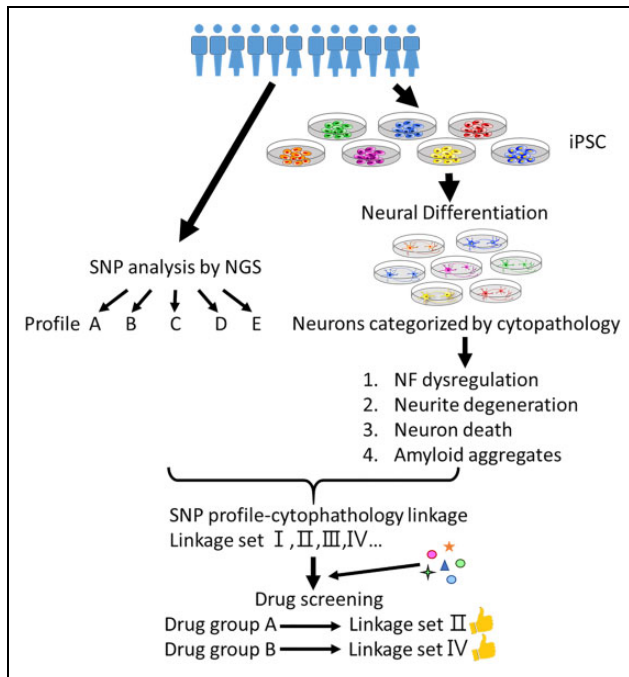 iPSC
Neural Differentiation
SNP analysis by NGS
Profile A B C D E
Neurons categorized by cytopathology
1. NF dysregulation
2. Neurite degeneration
3. Neuron death
4. Amyloid aggregates
SNP profile-cytophathology linkage
Linkage set Ⅰ,Ⅱ,Ⅲ,Ⅳ...
Drug screening
Drug group A Linkage set Ⅱ
Drug group B Linkage set Ⅳ